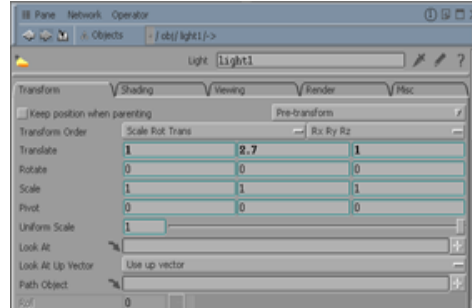 Pane Network Operator
Objects / obj/ light1/->
Light light1
Transform Shading Viewing Render Misc
Keep position when parenting Pre-transform
Transform Order Scale Rot Trans Rx Ry Rz
Translate 1 2.7 1
Rotate 0 0 0
Scale 1 1 1
Pivot 0 0 0
Uniform Scale 1
Look At
Look At Up Vector Use up vector
Path Object
Roll 0